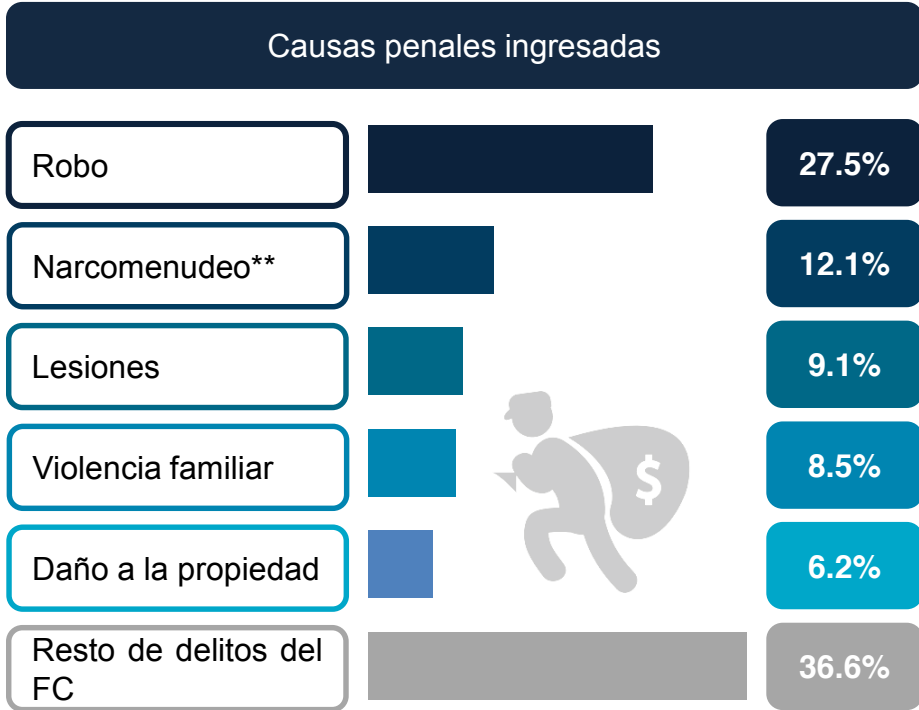 Causas penales ingresadas
Robo
27.5%
Narcomenudeo**
12.1%
Lesiones
9.1%
Violencia familiar
8.5%
$
Daño a la propiedad
6.2%
Resto de delitos del
FC
36.6%